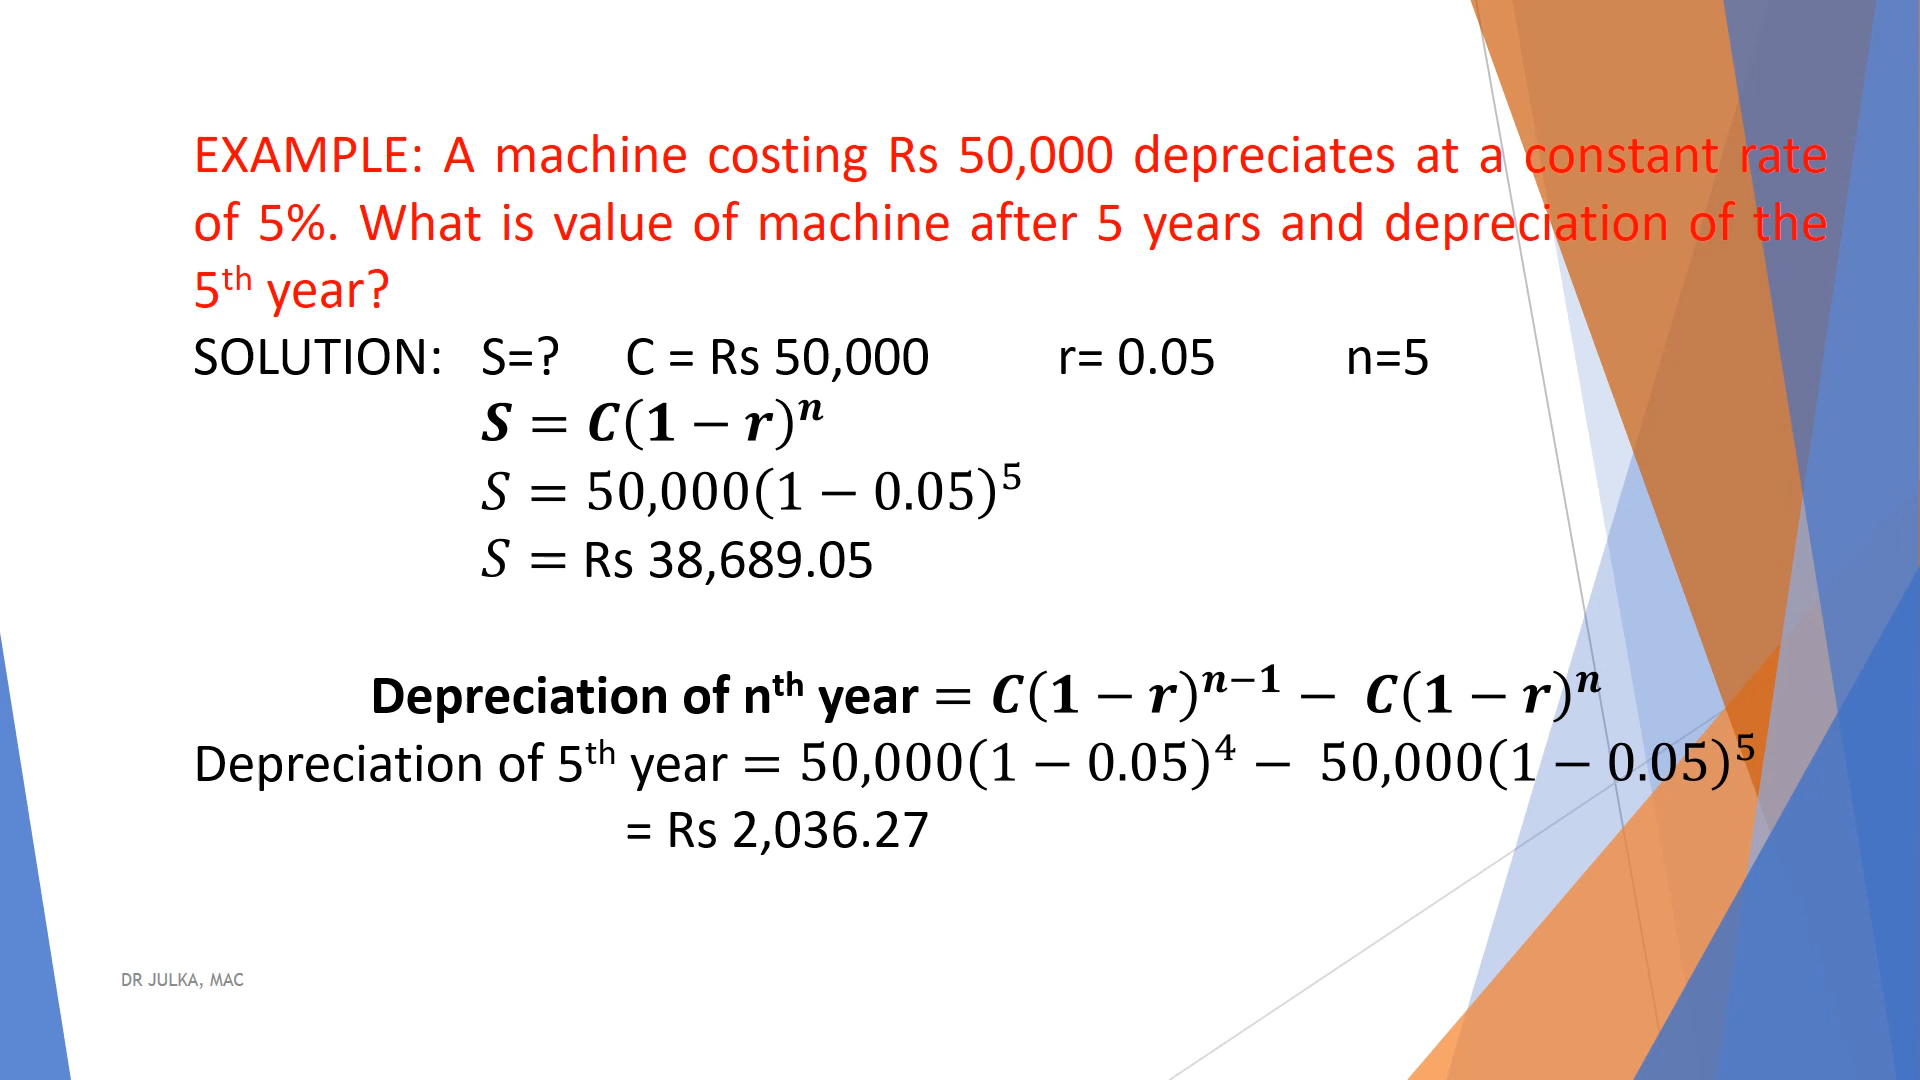 EXAMPLE: A machine costing Rs 50,000 depreciates at a constant rate
of 5%. What is value of machine after 5 years and depreciation of the
5th year?
SOLUTION: S=? C = Rs 50,000 r= 0.05 n=5
𝑺 = 𝑪(𝟏 − 𝒓)^𝒏
𝑆 = 50,000(1 − 0.05)^5
𝑆 = Rs 38,689.05
Depreciation of nth year = 𝑪(𝟏 − 𝒓)^(𝒏−𝟏) − 𝑪(𝟏 − 𝒓)^𝒏
Depreciation of 5th year = 50,000(1 − 0.05)^4 − 50,000(1 − 0.05)^5
= Rs 2,036.27
DR JULKA, MAC